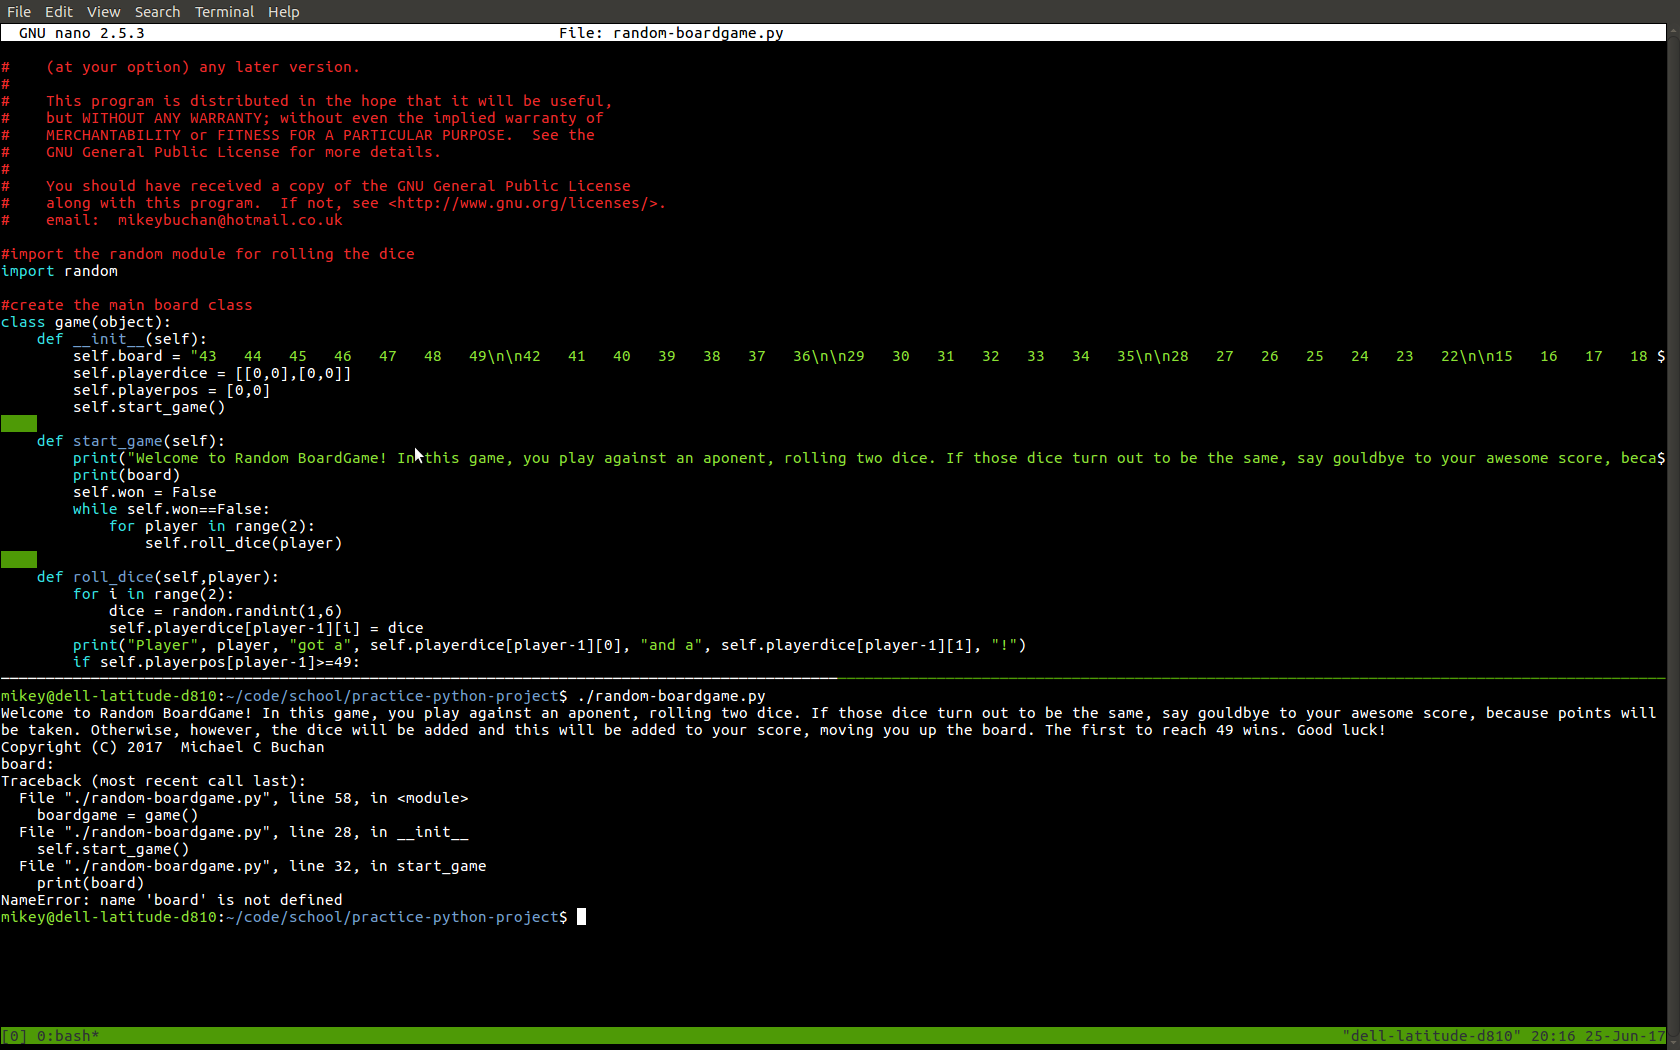 File Edit View Search Terminal Help
GNU nano 2.5.3 File: random-boardgame.py
#    (at your option) any later version.
#
#    This program is distributed in the hope that it will be useful,
#    but WITHOUT ANY WARRANTY; without even the implied warranty of
#    MERCHANTABILITY or FITNESS FOR A PARTICULAR PURPOSE.  See the
#    GNU General Public License for more details.
#
#    You should have received a copy of the GNU General Public License
#    along with this program.  If not, see <http://www.gnu.org/licenses/>.
#    email:  mikeybuchan@hotmail.co.uk
#import the random module for rolling the dice
import random
#create the main board class
class game(object):
    def __init__(self):
        self.board = "43   44   45   46   47   48   49\n\n42   41   40   39   38   37   36\n\n29   30   31   32   33   34   35\n\n28   27   26   25   24   23   22\n\n15   16   17   18 $
        self.playerdice = [[0,0],[0,0]]
        self.playerpos = [0,0]
        self.start_game()
    def start_game(self):
        print("Welcome to Random BoardGame! In this game, you play against an aponent, rolling two dice. If those dice turn out to be the same, say gouldbye to your awesome score, beca$
        print(board)
        self.won = False
        while self.won==False:
            for player in range(2):
                self.roll_dice(player)
    def roll_dice(self,player):
        for i in range(2):
            dice = random.randint(1,6)
            self.playerdice[player-1][i] = dice
        print("Player", player, "got a", self.playerdice[player-1][0], "and a", self.playerdice[player-1][1], "!")
        if self.playerpos[player-1]>=49:
mikey@dell-latitude-d810:~/code/school/practice-python-project$ ./random-boardgame.py
Welcome to Random BoardGame! In this game, you play against an aponent, rolling two dice. If those dice turn out to be the same, say gouldbye to your awesome score, because points will
be taken. Otherwise, however, the dice will be added and this will be added to your score, moving you up the board. The first to reach 49 wins. Good luck!
Copyright (C) 2017  Michael C Buchan
board:
Traceback (most recent call last):
  File "./random-boardgame.py", line 58, in <module>
    boardgame = game()
  File "./random-boardgame.py", line 28, in __init__
    self.start_game()
  File "./random-boardgame.py", line 32, in start_game
    print(board)
NameError: name 'board' is not defined
mikey@dell-latitude-d810:~/code/school/practice-python-project$
[0] 0:bash* "dell-latitude-d810" 20:16 25-Jun-17